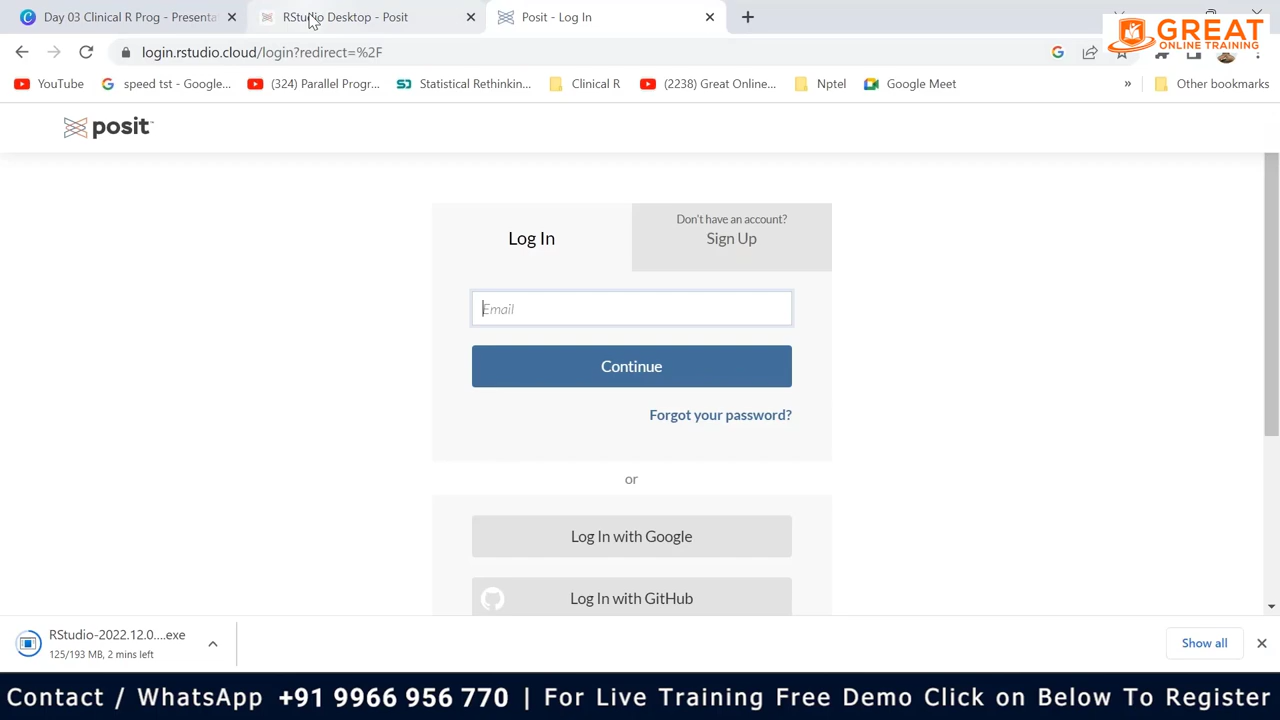 Day 03 Clinical R Prog - Presenta
RStudio Desktop - Posit
Posit - Log In
GREAT
ONLINE TRAINING
login.rstudio.cloud/login?redirect=%2F
YouTube
speed tst - Google...
(324) Parallel Progr...
Statistical Rethinkin...
Clinical R
(2238) Great Online...
Nptel
Google Meet
»
Other bookmarks
posit
Log In
Don't have an account?
Sign Up
Email
Continue
Forgot your password?
or
Log In with Google
Log In with GitHub
RStudio-2022.12.0....exe
125/193 MB, 2 mins left
Show all
Contact / WhatsApp +91 9966 956 770 | For Live Training Free Demo Click on Below To Register